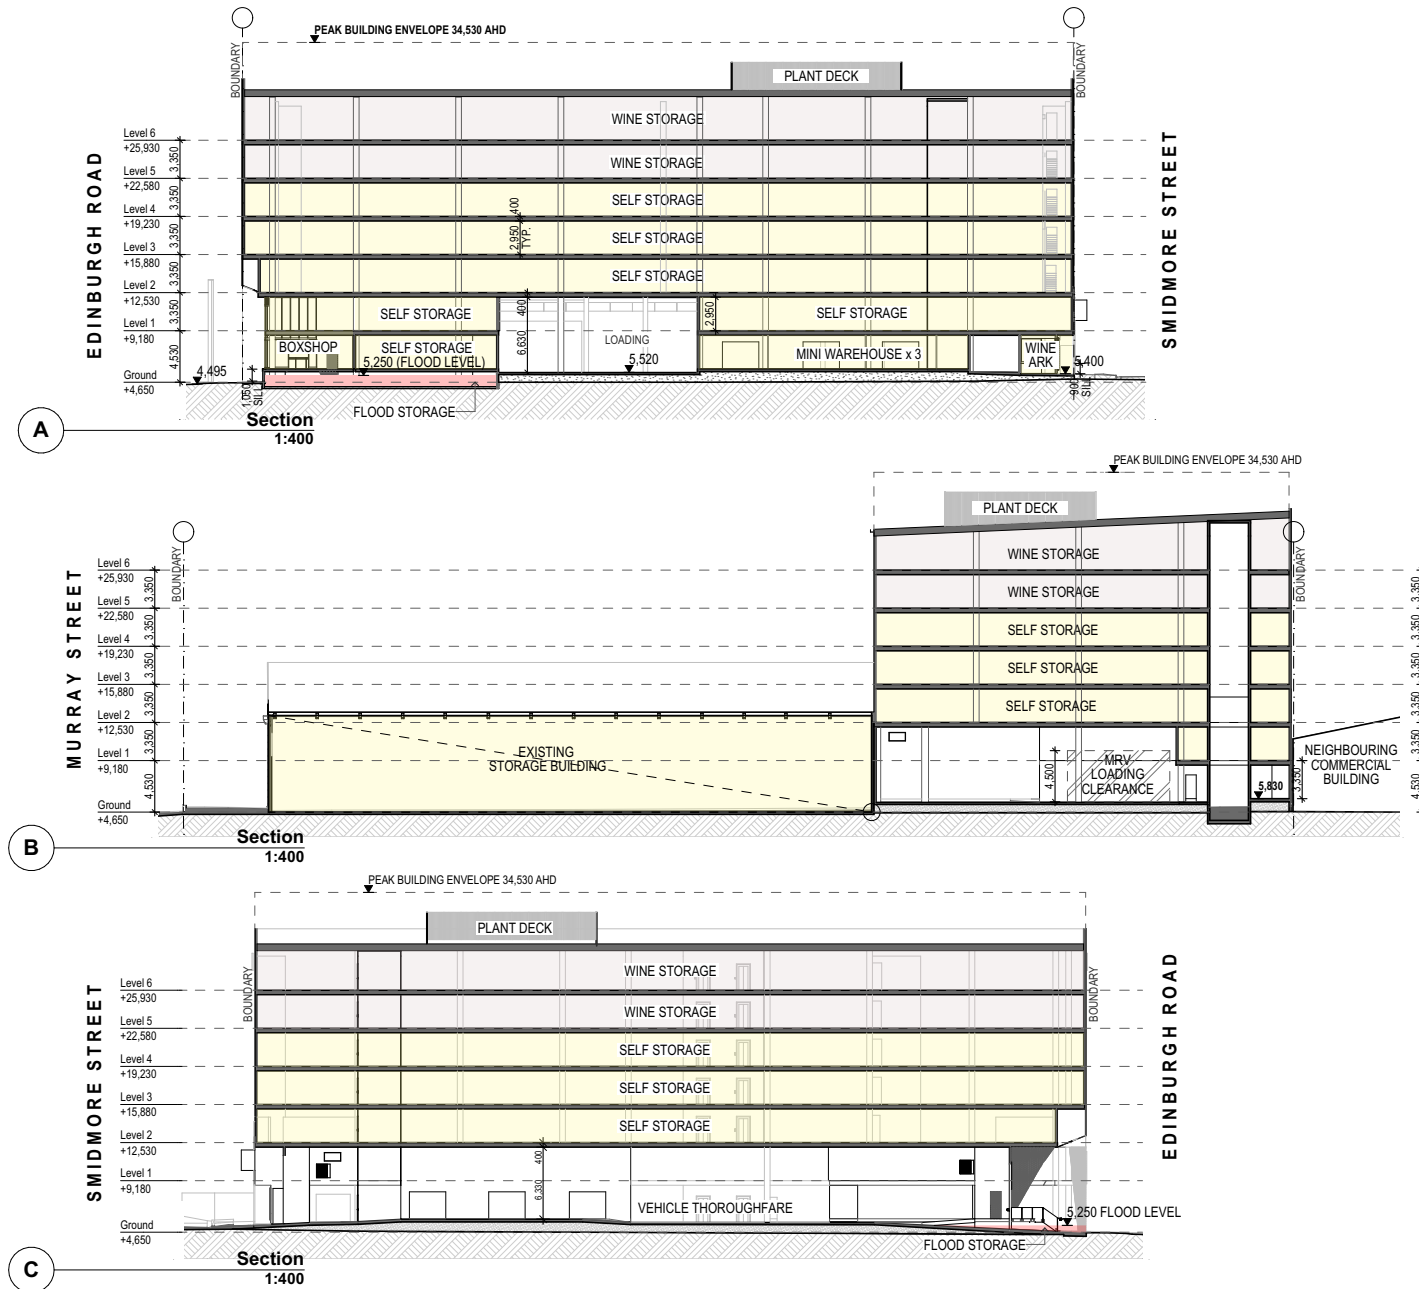 PEAK BUILDING ENVELOPE 34,530 AHD
BOUNDARY
BOUNDARY
PLANT DECK
EDINBURGH ROAD
SMIDMORE STREET
Level 6
+25,930
3,350
Level 5
+22,580
3,350
Level 4
+19,230
3,350
Level 3
+15,880
3,350
Level 2
+12,530
3,350
Level 1
+9,180
4,530
Ground
+4,650
WINE STORAGE
WINE STORAGE
SELF STORAGE
400
2,950
TYP.
SELF STORAGE
SELF STORAGE
SELF STORAGE
400
2,950
SELF STORAGE
BOXSHOP
SELF STORAGE
5,250 (FLOOD LEVEL)
6,630
LOADING
5,520
MINI WAREHOUSE x 3
WINE
ARK
5,400
4,495
1,050
SILL
900
SILL
FLOOD STORAGE
A
Section
1:400
PEAK BUILDING ENVELOPE 34,530 AHD
PLANT DECK
BOUNDARY
BOUNDARY
MURRAY STREET
Level 6
+25,930
3,350
Level 5
+22,580
3,350
Level 4
+19,230
3,350
Level 3
+15,880
3,350
Level 2
+12,530
3,350
Level 1
+9,180
4,530
Ground
+4,650
WINE STORAGE
WINE STORAGE
SELF STORAGE
SELF STORAGE
SELF STORAGE
EXISTING
STORAGE BUILDING
4,500
MRV
LOADING
CLEARANCE
5,830
3,350
NEIGHBOURING
COMMERCIAL
BUILDING
3,350
3,350
3,350
3,350
3,350
4,530
B
Section
1:400
PEAK BUILDING ENVELOPE 34,530 AHD
PLANT DECK
BOUNDARY
BOUNDARY
SMIDMORE STREET
EDINBURGH ROAD
Level 6
+25,930
Level 5
+22,580
Level 4
+19,230
Level 3
+15,880
Level 2
+12,530
Level 1
+9,180
Ground
+4,650
WINE STORAGE
WINE STORAGE
SELF STORAGE
SELF STORAGE
SELF STORAGE
400
6,330
VEHICLE THOROUGHFARE
5,250 FLOOD LEVEL
FLOOD STORAGE
C
Section
1:400